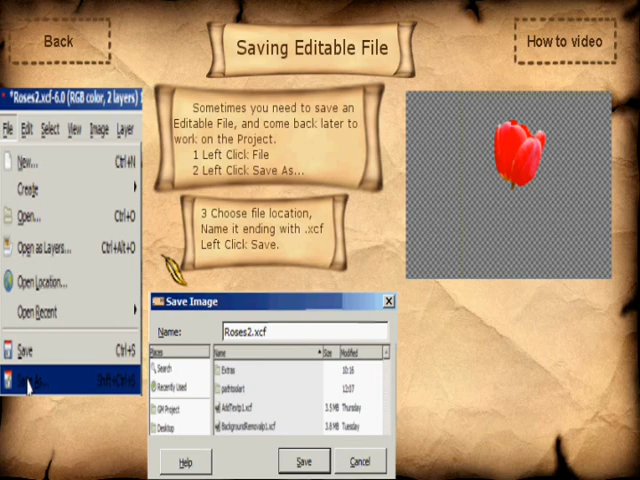 Back
Saving Editable File
How to video
Sometimes you need to save an
Editable File, and come back later to
work on the Project.
1 Left Click File
2 Left Click Save As...
3 Choose file location,
Name it ending with .xcf
Left Click Save.
*Roses2.xcf-6.0 (RGB color, 2 layers)
File Edit Select View Image Layer
New... Ctrl+N
Create
Open... Ctrl+O
Open as Layers... Ctrl+Alt+O
Open Location...
Open Recent
Save Ctrl+S
Save As... Shift+Ctrl+S
Save Image
Name: Roses2.xcf
Places Name Size Modified
Search Extras 10:16
Recently Used pathtostart 12:07
GM Project AddTextp1.xcf 3.5 MB Thursday
Desktop BackgroundRemovalp1.xcf 3.8 MB Tuesday
Help Save Cancel